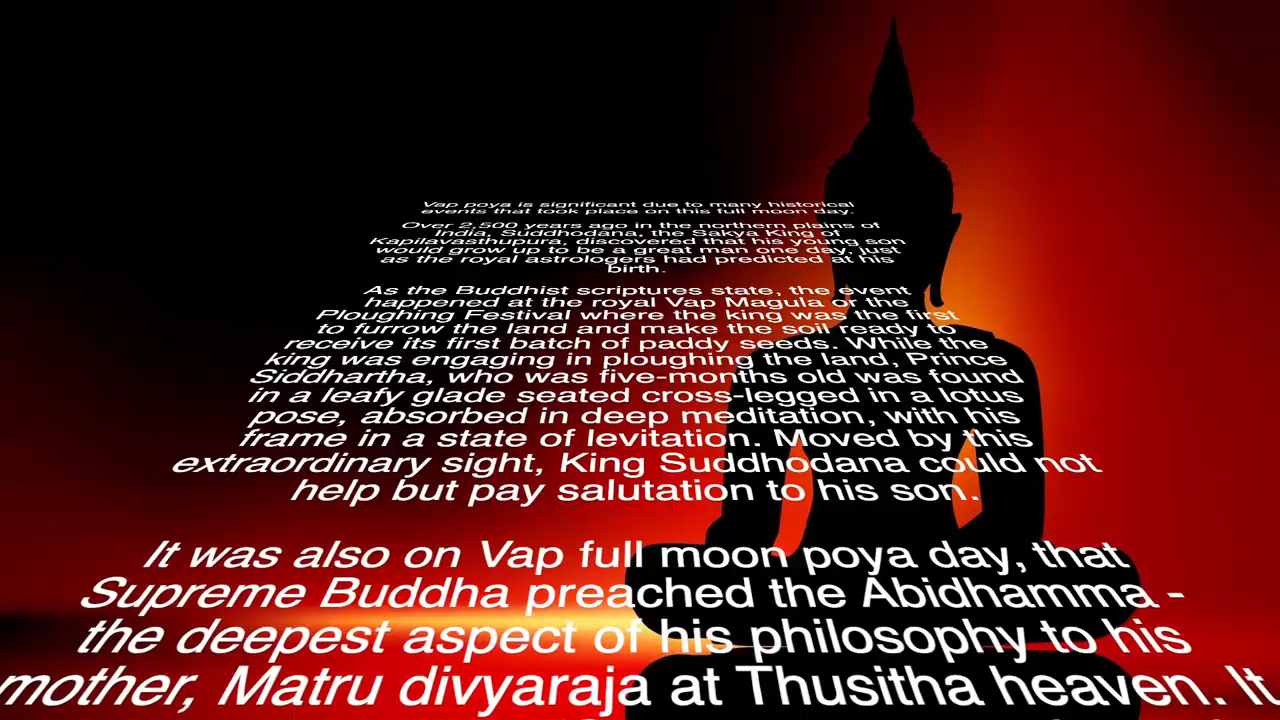 Vap poya is significant due to many historical
events that took place on this full moon day.
Over 2,500 years ago in the northern plains of
India, Suddhodana, the Sakya King of
Kapilavasthupura, discovered that his young son
would grow up to be a great man one day, just
as the royal astrologers had predicted at his
birth.
As the Buddhist scriptures state, the event
happened at the royal Vap Magula or the
Ploughing Festival where the king was the first
to furrow the land and make the soil ready to
receive its first batch of paddy seeds. While the
king was engaging in ploughing the land, Prince
Siddhartha, who was five-months old was found
in a leafy glade seated cross-legged in a lotus
pose, absorbed in deep meditation, with his
frame in a state of levitation. Moved by this
extraordinary sight, King Suddhodana could not
help but pay salutation to his son.
It was also on Vap full moon poya day, that
Supreme Buddha preached the Abidhamma -
the deepest aspect of his philosophy to his
mother, Matru divyaraja at Thusitha heaven. It